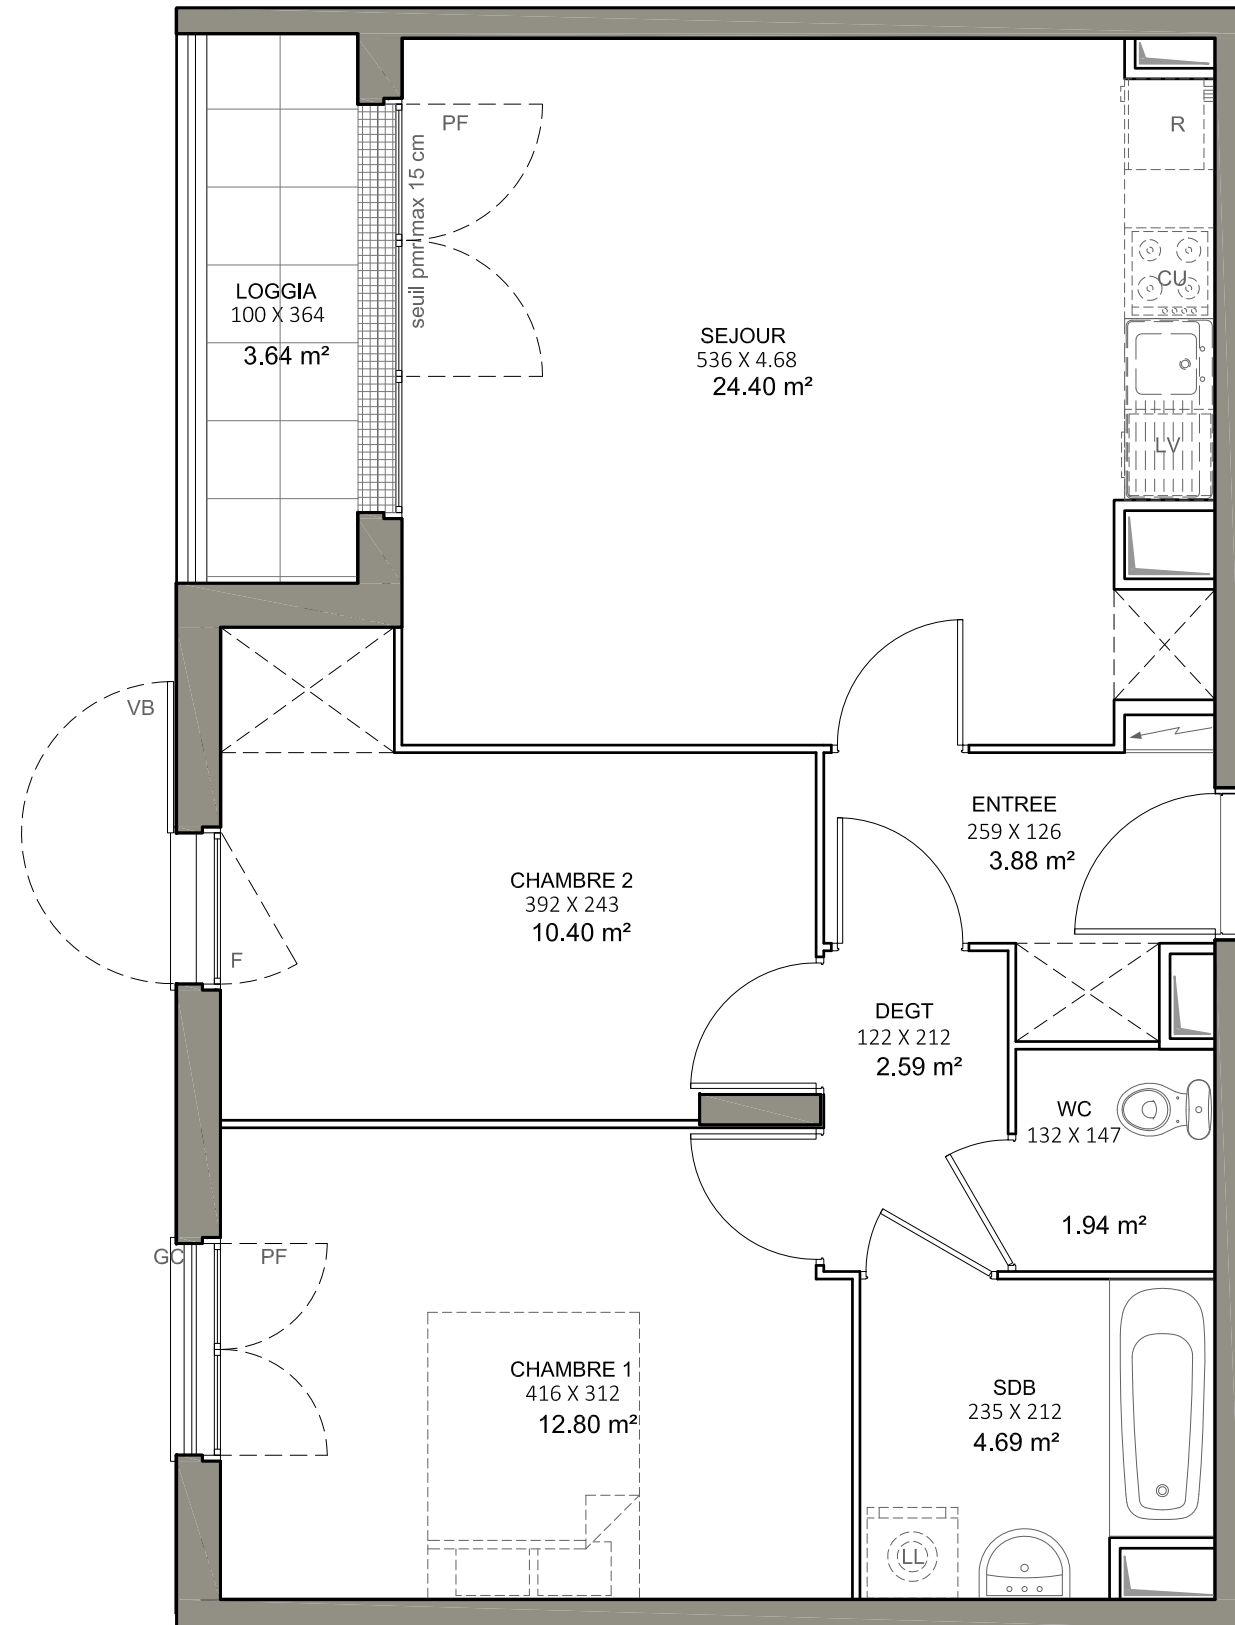 PF
R
seuil pmr max 15 cm
LOGGIA
100 X 364
3.64 m²
CU
SEJOUR
536 X 4.68
24.40 m²
LV
VB
ENTREE
259 X 126
3.88 m²
CHAMBRE 2
392 X 243
10.40 m²
F
DEGT
122 X 212
2.59 m²
WC
132 X 147
1.94 m²
GC
PF
CHAMBRE 1
416 X 312
12.80 m²
SDB
235 X 212
4.69 m²
LL